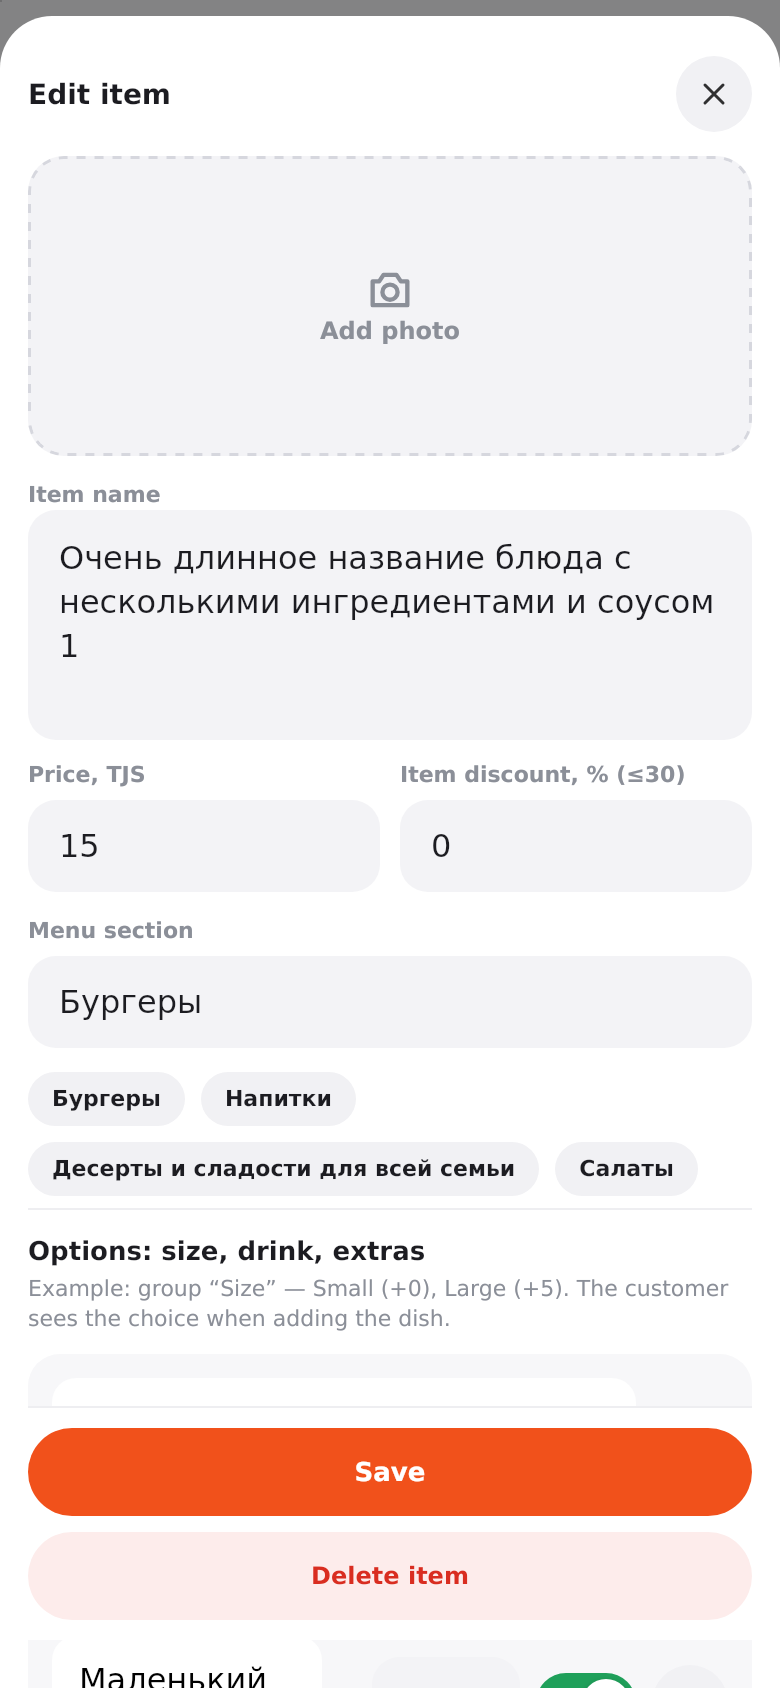 Edit item
Add photo
Item name
Очень длинное название блюда с
несколькими ингредиентами и соусом
1
Price, TJS
Item discount, % (≤30)
15
0
Menu section
Бургеры
Бургеры
Напитки
Десерты и сладости для всей семьи
Салаты
Options: size, drink, extras
Example: group “Size” — Small (+0), Large (+5). The customer
sees the choice when adding the dish.
Save
Delete item
Маленький